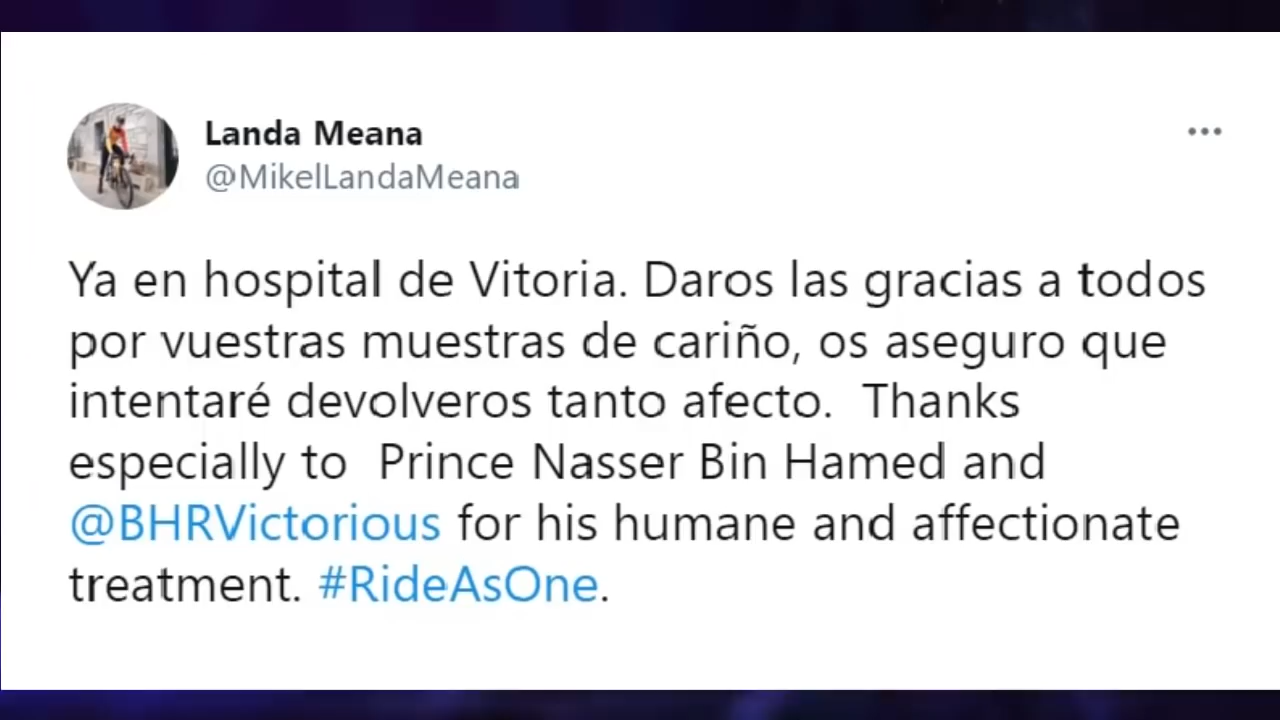 Landa Meana
@MikelLandaMeana
Ya en hospital de Vitoria. Daros las gracias a todos
por vuestras muestras de cariño, os aseguro que
intentaré devolveros tanto afecto.  Thanks
especially to  Prince Nasser Bin Hamed and
@BHRVictorious for his humane and affectionate
treatment. #RideAsOne.